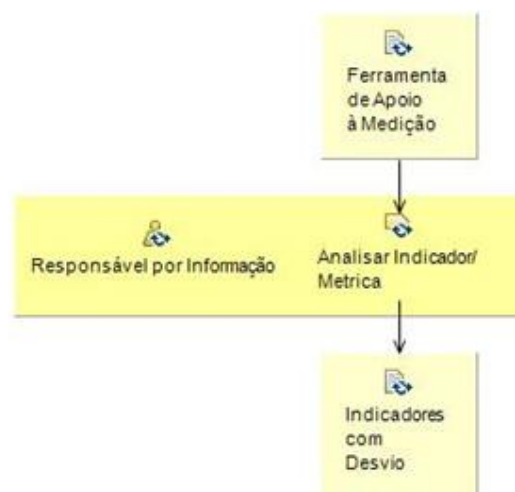 Ferramenta
de Apoio
à Medição
Responsável por Informação
Analisar Indicador/
Metrica
Indicadores
com
Desvio